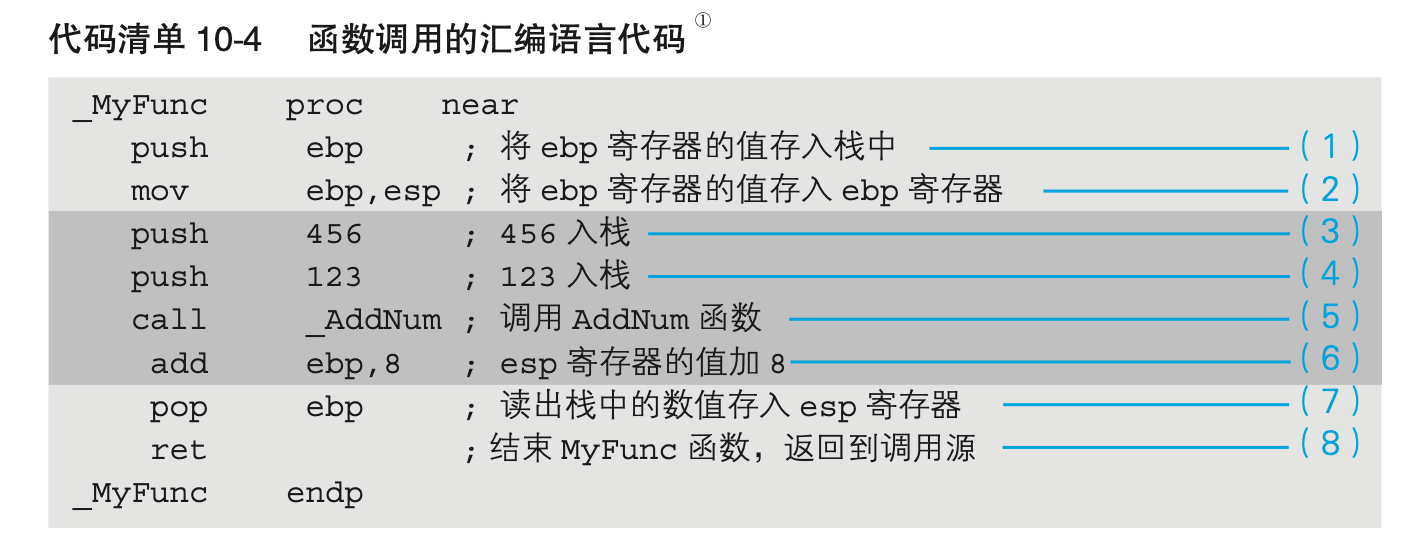 代码清单 10-4 函数调用的汇编语言代码①
_MyFunc proc near
push ebp ; 将 ebp 寄存器的值存入栈中 (1)
mov ebp,esp ; 将 ebp 寄存器的值存入 ebp 寄存器 (2)
push 456 ; 456 入栈 (3)
push 123 ; 123 入栈 (4)
call _AddNum ; 调用 AddNum 函数 (5)
add ebp,8 ; esp 寄存器的值加 8 (6)
pop ebp ; 读出栈中的数值存入 esp 寄存器 (7)
ret ; 结束 MyFunc 函数，返回到调用源 (8)
_MyFunc endp